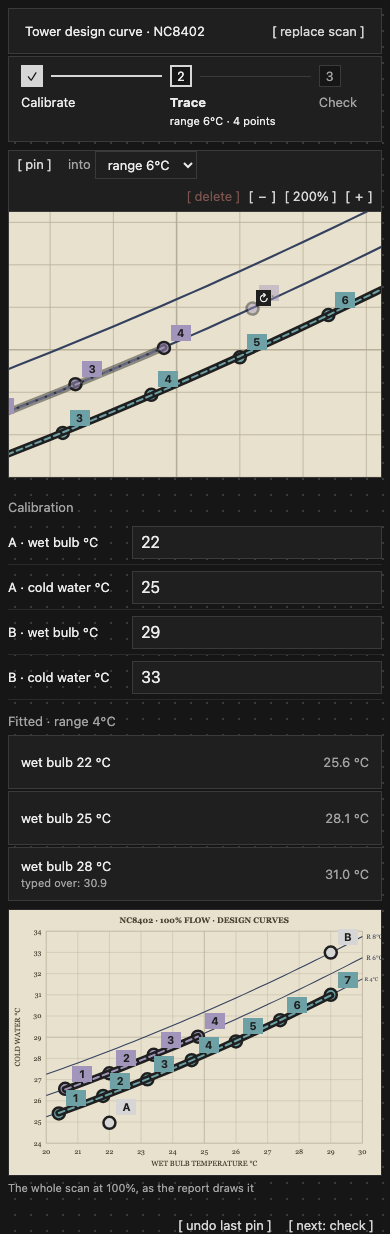 Tower design curve · NC8402 [ replace scan ]
✓ 2 3
Calibrate Trace Check
range 6°C · 4 points
[ pin ] into range 6°C
[ delete ] [ − ] [ 200% ] [ + ]
6
4
5
3
4
3
Calibration
A · wet bulb °C 22
A · cold water °C 25
B · wet bulb °C 29
B · cold water °C 33
Fitted · range 4°C
wet bulb 22 °C 25.6 °C
wet bulb 25 °C 28.1 °C
wet bulb 28 °C 31.0 °C
typed over: 30.9
NC8402 · 100% FLOW · DESIGN CURVES
34
B
R 8°C
33
R 6°C
32
7
R 4°C
31
6
30
4
5
29
3
4
28
2
3
27
1
2
26
1
A
25
24
20 21 22 23 24 25 26 27 28 29 30
COLD WATER °C
WET BULB TEMPERATURE °C
The whole scan at 100%, as the report draws it
[ undo last pin ] [ next: check ]